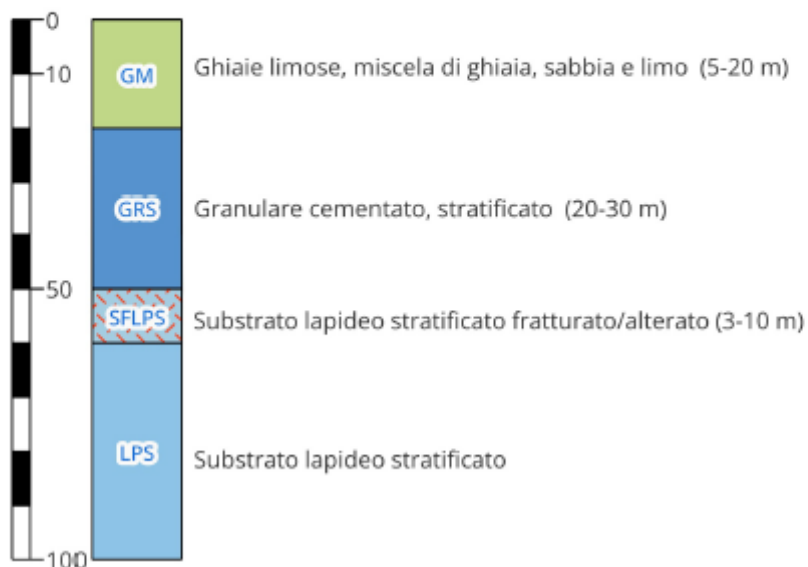 0
GM Ghiaie limose, miscela di ghiaia, sabbia e limo (5-20 m)
10
GRS Granulare cementato, stratificato (20-30 m)
50
SFLPS Substrato lapideo stratificato fratturato/alterato (3-10 m)
LPS Substrato lapideo stratificato
100